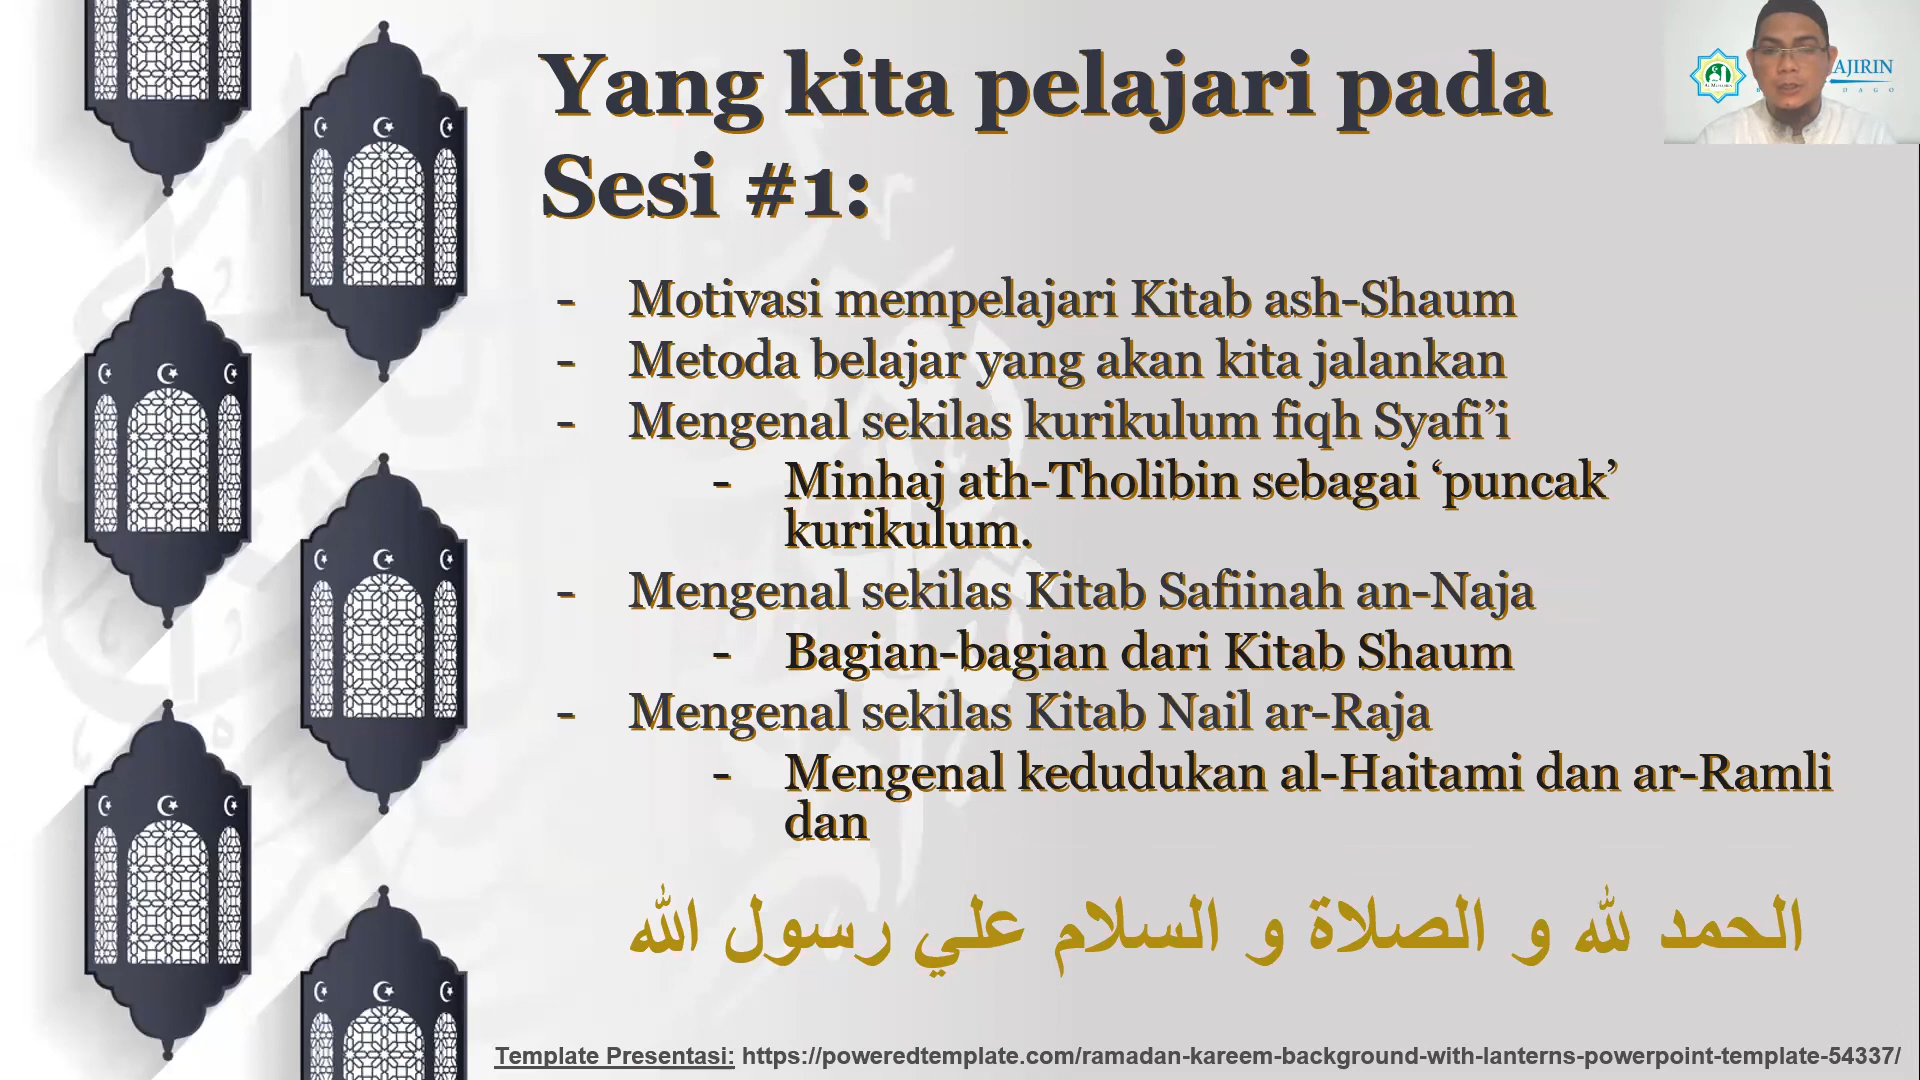 Yang kita pelajari pada
Sesi #1:
AJIRIN
DAGO
- Motivasi mempelajari Kitab ash-Shaum
- Metoda belajar yang akan kita jalankan
- Mengenal sekilas kurikulum fiqh Syafi’i
- Minhaj ath-Tholibin sebagai ‘puncak’
kurikulum.
- Mengenal sekilas Kitab Safiinah an-Naja
- Bagian-bagian dari Kitab Shaum
- Mengenal sekilas Kitab Nail ar-Raja
- Mengenal kedudukan al-Haitami dan ar-Ramli
dan
الحمد لله و الصلاة و السلام علي رسول الله
Template Presentasi: https://poweredtemplate.com/ramadan-kareem-background-with-lanterns-powerpoint-template-54337/